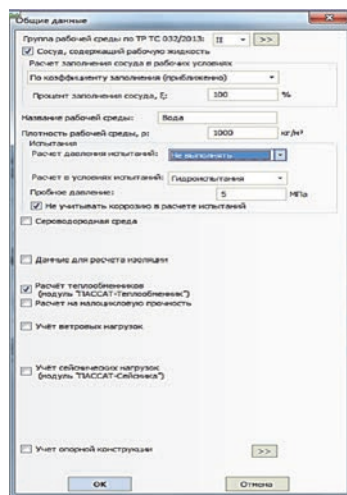 Общие данные
Группа рабочей среды по ТР ТС 032/2013: II >>
Сосуд, содержащий рабочую жидкость
Расчет заполнения сосуда в рабочих условиях
По коэффициенту заполнения (приближенно)
Процент заполнения сосуда, ξ: 100 %
Название рабочей среды: Вода
Плотность рабочей среды, ρ: 1000 кг/м³
Испытания
Расчет давления испытаний: Не выполнять
Расчет в условиях испытаний: Гидроиспытания
Пробное давление: 5 МПа
Не учитывать коррозию в расчете испытаний
Сероводородная среда
Данные для расчета изоляции
Расчёт теплообменников
(модуль "ПАССАТ-Теплообменник")
Расчет на малоцикловую прочность
Учёт ветровых нагрузок
Учёт сейсмических нагрузок
(модуль "ПАССАТ-Сейсмика")
Учет опорной конструкции >>
OK Отмена